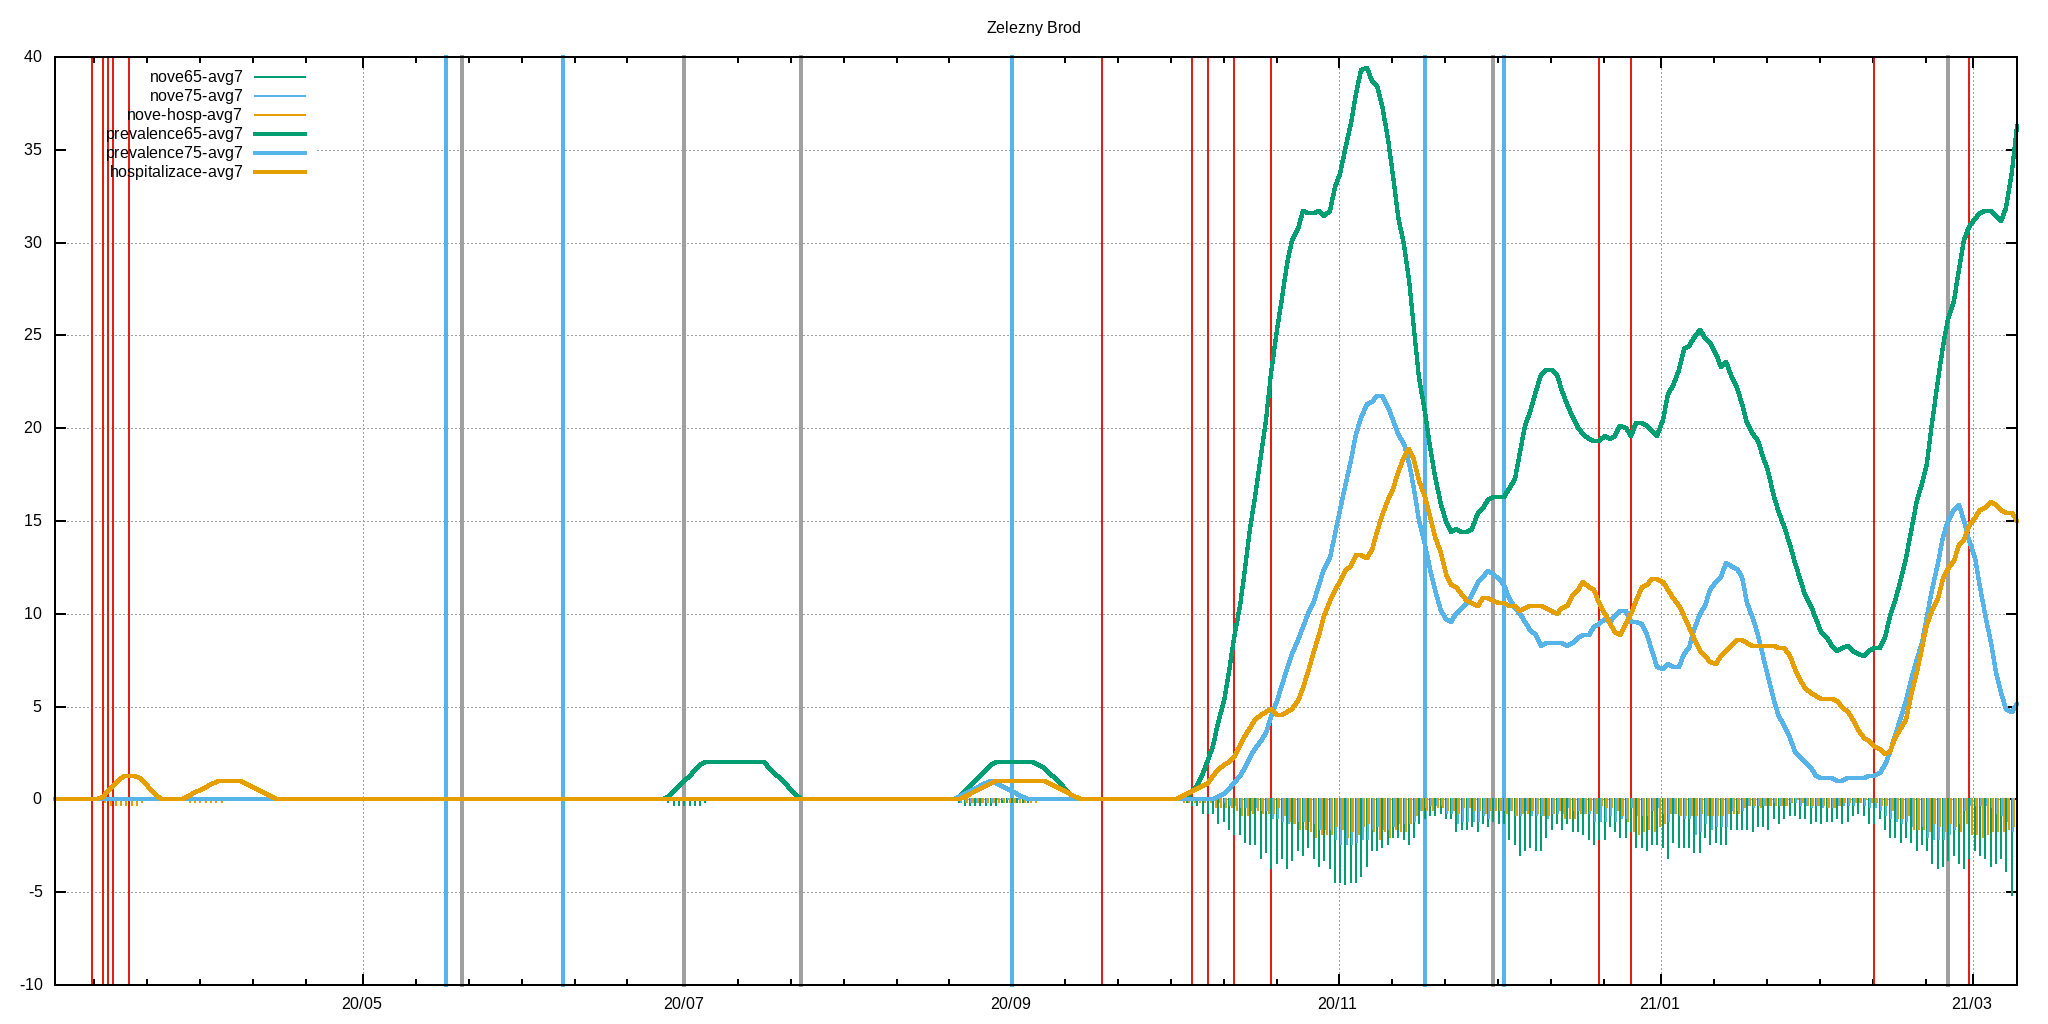 Zelezny Brod
40
35
30
25
20
15
10
5
0
-5
-10
nove65-avg7
nove75-avg7
nove-hosp-avg7
prevalence65-avg7
prevalence75-avg7
hospitalizace-avg7
20/05
20/07
20/09
20/11
21/01
21/03